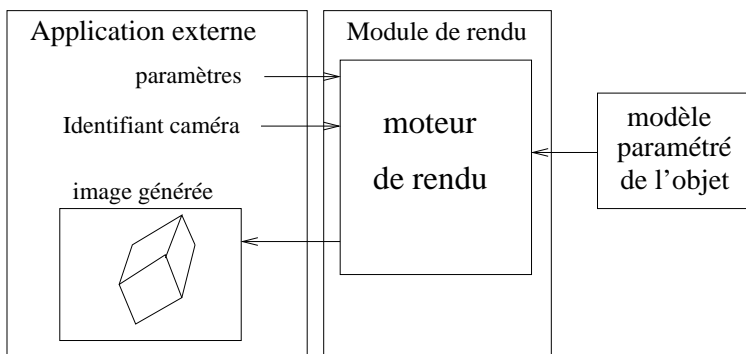 Application externe
Module de rendu
paramètres
Identifiant caméra
image générée
moteur
de rendu
modèle
paramétré
de l'objet